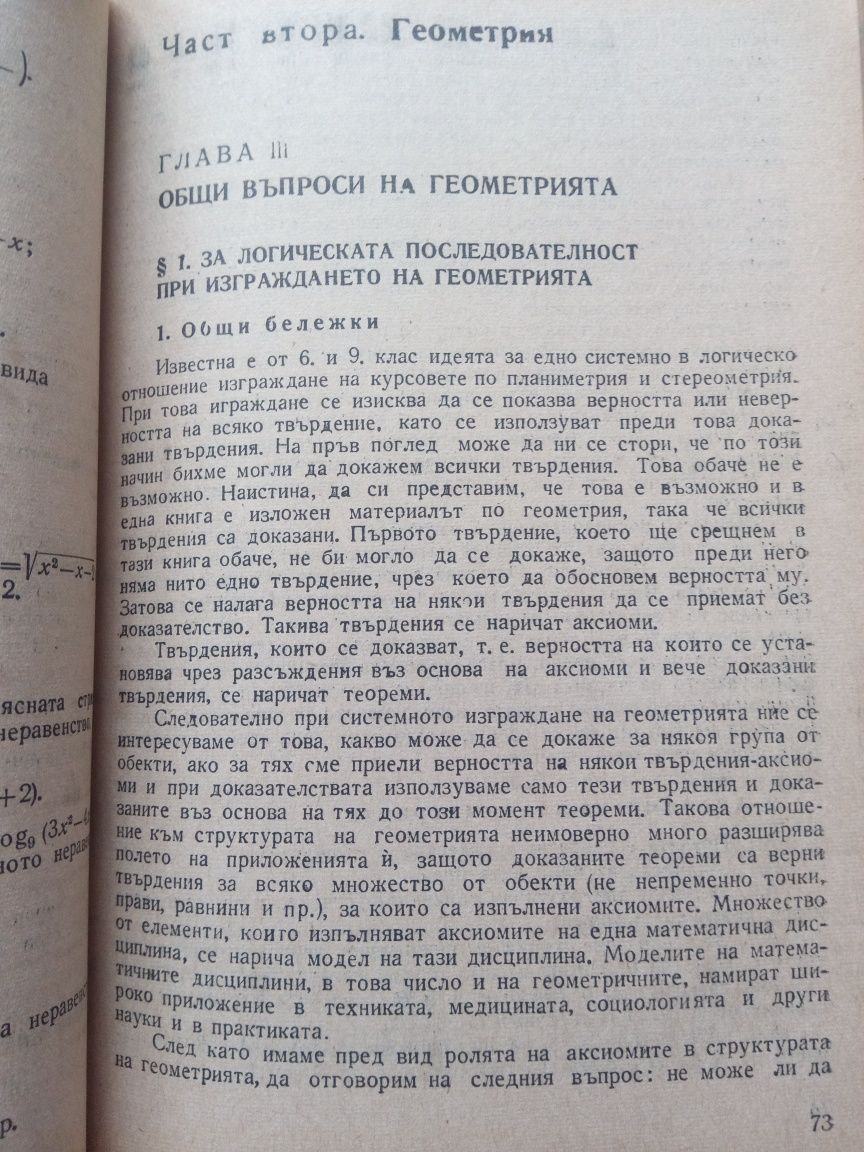 –).
–x;
.
вида
=√x²–x–
2.
ясната
неравенство
+2).
og₉ (3x²–4
ното
а неравенс
р.
Част втора. Геометрия
ГЛАВА III
ОБЩИ ВЪПРОСИ НА ГЕОМЕТРИЯТА
§ 1. ЗА ЛОГИЧЕСКАТА ПОСЛЕДОВАТЕЛНОСТ
ПРИ ИЗГРАЖДАНЕТО НА ГЕОМЕТРИЯТА
1. Общи бележки
Известна е от 6. и 9. клас идеята за едно системно в логическо
отношение изграждане на курсовете по планиметрия и стереометрия.
При това играждане се изисква да се показва верността или невер-
ността на всяко твърдение, като се използуват преди това дока-
зани твърдения. На пръв поглед може да ни се стори, че по този
начин бихме могли да докажем всички твърдения. Това обаче не е
възможно. Наистина, да си представим, че това е възможно и в
една книга е изложен материалът по геометрия, така че всички
твърдения са доказани. Първото твърдение, което ще срещнем в
тази книга обаче, не би могло да се докаже, защото преди него
няма нито едно твърдение, чрез което да обосновем верността му.
Затова се налага верността на някои твърдения да се приемат без
доказателство. Такива твърдения се наричат аксиоми.
Твърдения, които се доказват, т. е. верността на които се уста-
новява чрез разсъждения въз основа на аксиоми и вече доказани
твърдения, се наричат теореми.
Следователно при системното изграждане на геометрията ние се
интересуваме от това, какво може да се докаже за някоя група от
обекти, ако за тях сме приели верността на някои твърдения-аксио-
ми и при доказателствата използуваме само тези твърдения и дока-
заните въз основа на тях до този момент теореми. Такова отноше-
ние към структурата на геометрията неимоверно много разширява
полето на приложенията ѝ, защото доказаните теореми са верни
твърдения за всяко множество от обекти (не непременно точки,
прави, равнини и пр.), за които са изпълнени аксиомите. Множество
от елементи, които изпълняват аксиомите на една математична дис-
циплина, се нарича модел на тази дисциплина. Моделите на матема-
тичните дисциплини, в това число и на геометричните, намират ши-
роко приложение в техниката, медицината, социологията и други
науки и в практиката.
След като имаме пред вид ролята на аксиомите в структурата
на геометрията, да отговорим на следния въпрос: не може ли да
73